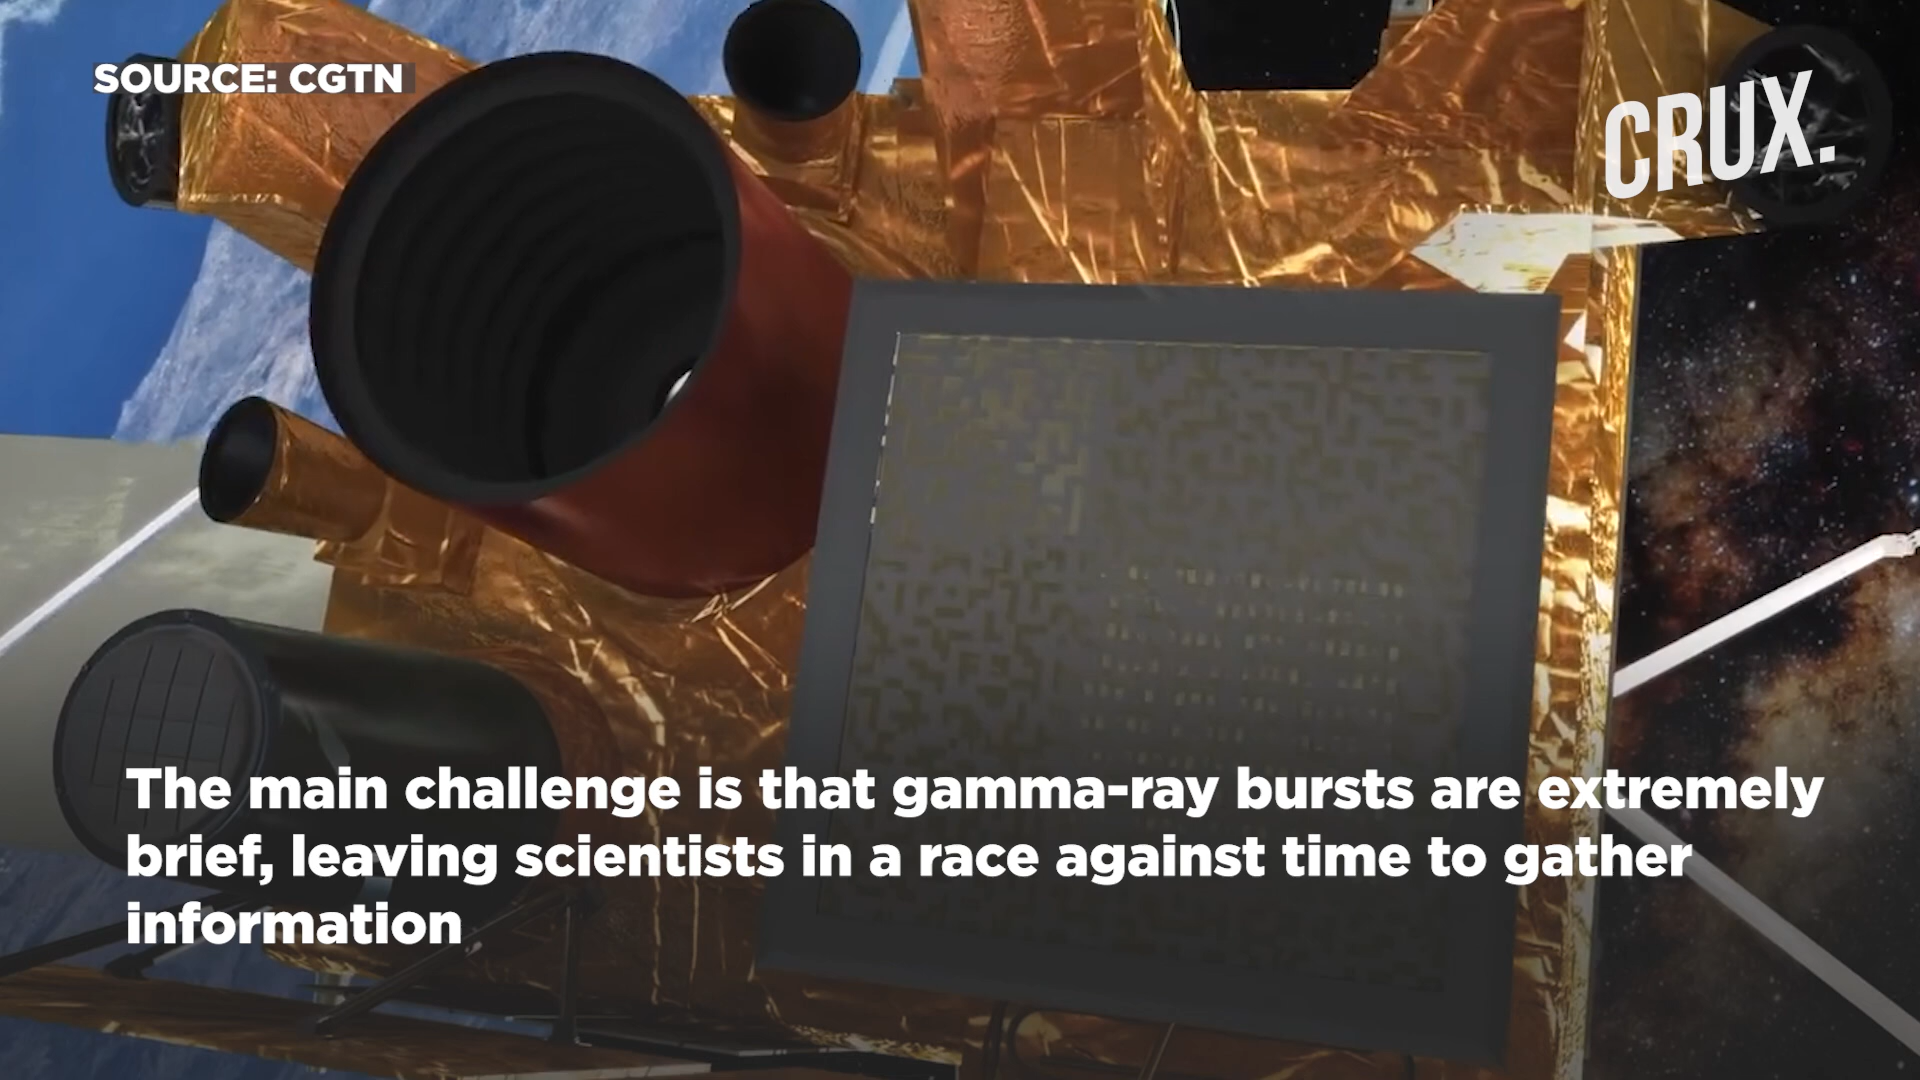 SOURCE: CGTN
CRUX.
The main challenge is that gamma-ray bursts are extremely
brief, leaving scientists in a race against time to gather
information